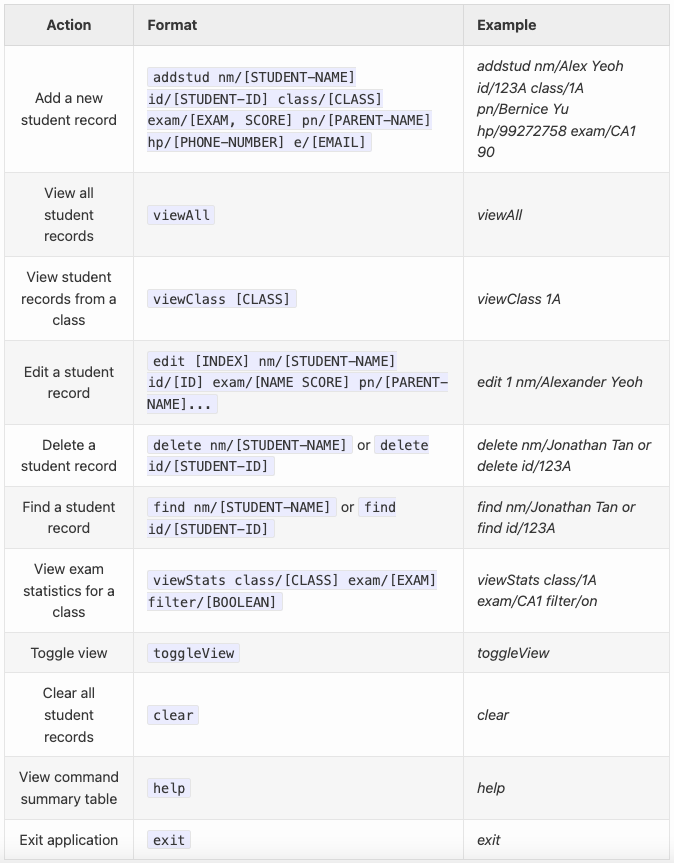 Action Format Example
Add a new
student record
addstud nm/[STUDENT-NAME]
id/[STUDENT-ID] class/[CLASS]
exam/[EXAM, SCORE] pn/[PARENT-NAME]
hp/[PHONE-NUMBER] e/[EMAIL]
addstud nm/Alex Yeoh
id/123A class/1A
pn/Bernice Yu
hp/99272758 exam/CA1
90
View all
student
records
viewAll
viewAll
View student
records from a
class
viewClass [CLASS]
viewClass 1A
Edit a student
record
edit [INDEX] nm/[STUDENT-NAME]
id/[ID] exam/[NAME SCORE] pn/[PARENT-
NAME]...
edit 1 nm/Alexander Yeoh
Delete a
student record
delete nm/[STUDENT-NAME] or delete
id/[STUDENT-ID]
delete nm/Jonathan Tan or
delete id/123A
Find a student
record
find nm/[STUDENT-NAME] or find
id/[STUDENT-ID]
find nm/Jonathan Tan or
find id/123A
View exam
statistics for a
class
viewStats class/[CLASS] exam/[EXAM]
filter/[BOOLEAN]
viewStats class/1A
exam/CA1 filter/on
Toggle view
toggleView
toggleView
Clear all
student
records
clear
clear
View command
summary table
help
help
Exit application
exit
exit